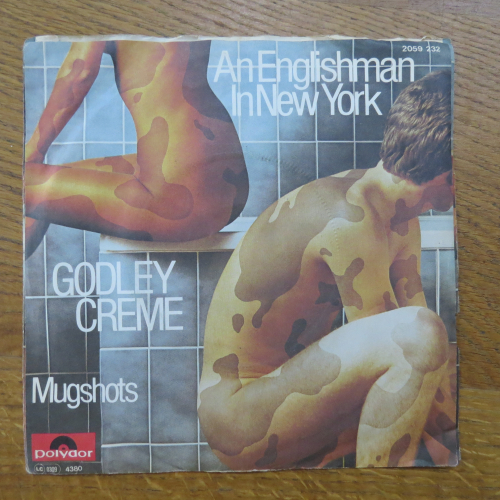 2059 232
An Englishman
In New York
GODLEY
CREME
Mugshots
polydor
4380